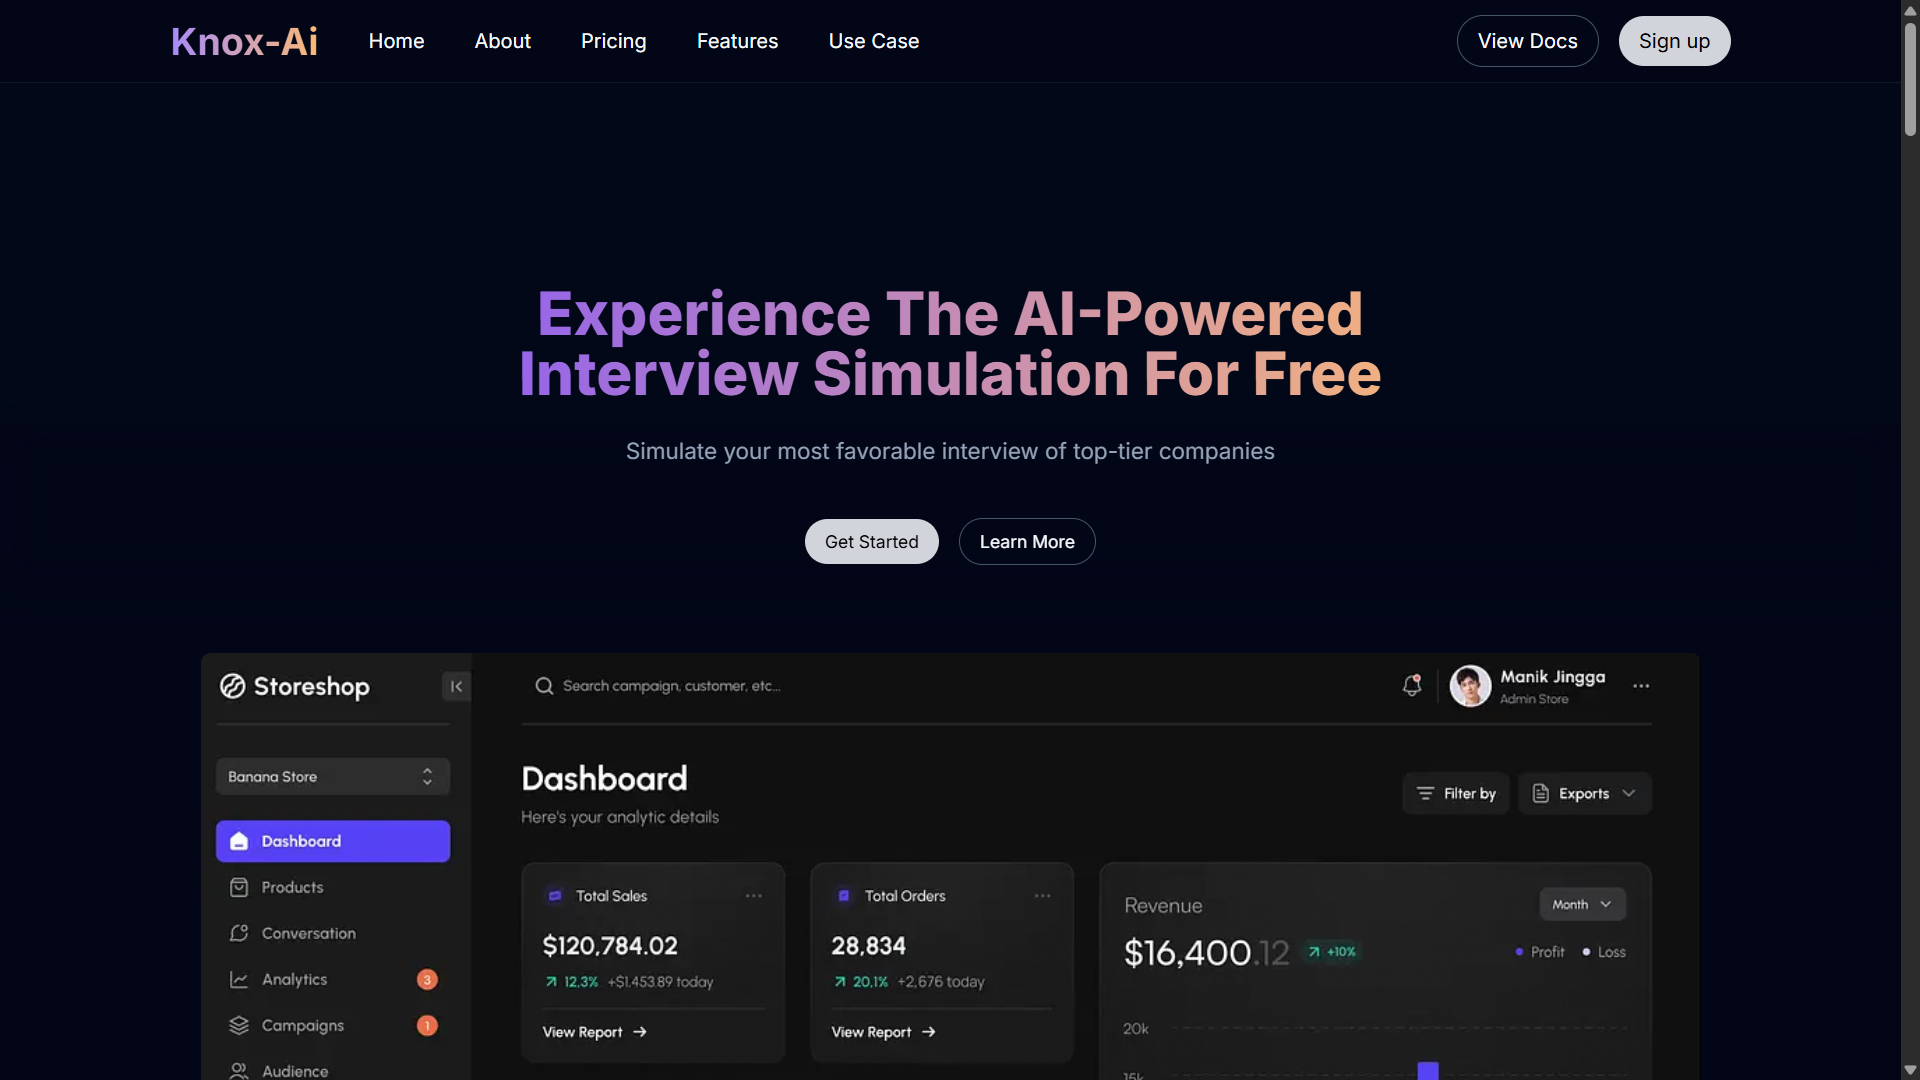 Knox-Ai
Home
About
Pricing
Features
Use Case
View Docs
Sign up
Experience The AI-Powered
Interview Simulation For Free
Simulate your most favorable interview of top-tier companies
Get Started
Learn More
Storeshop
Search campaign, customer, etc...
Manik Jingga
Admin Store
Banana Store
Dashboard
Here's your analytic details
Filter by
Exports
Dashboard
Products
Conversation
Analytics
3
Campaigns
1
Audience
Total Sales
$120,784.02
12,3% +$1.453.89 today
View Report
Total Orders
28,834
20,1% +2,676 today
View Report
Revenue
Month
$16,400.12
+10%
Profit
Loss
20k
15k